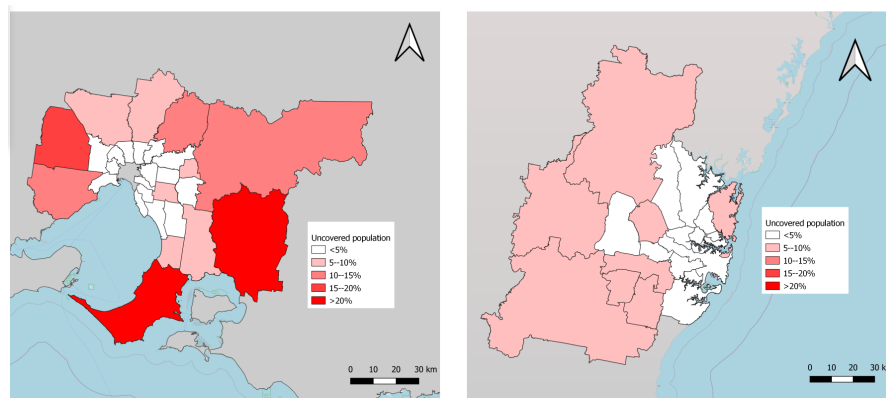 Uncovered population
<5%
5--10%
10--15%
15--20%
>20%
0 10 20 30 km
Uncovered population
<5%
5--10%
10--15%
15--20%
>20%
0 10 20 30 k